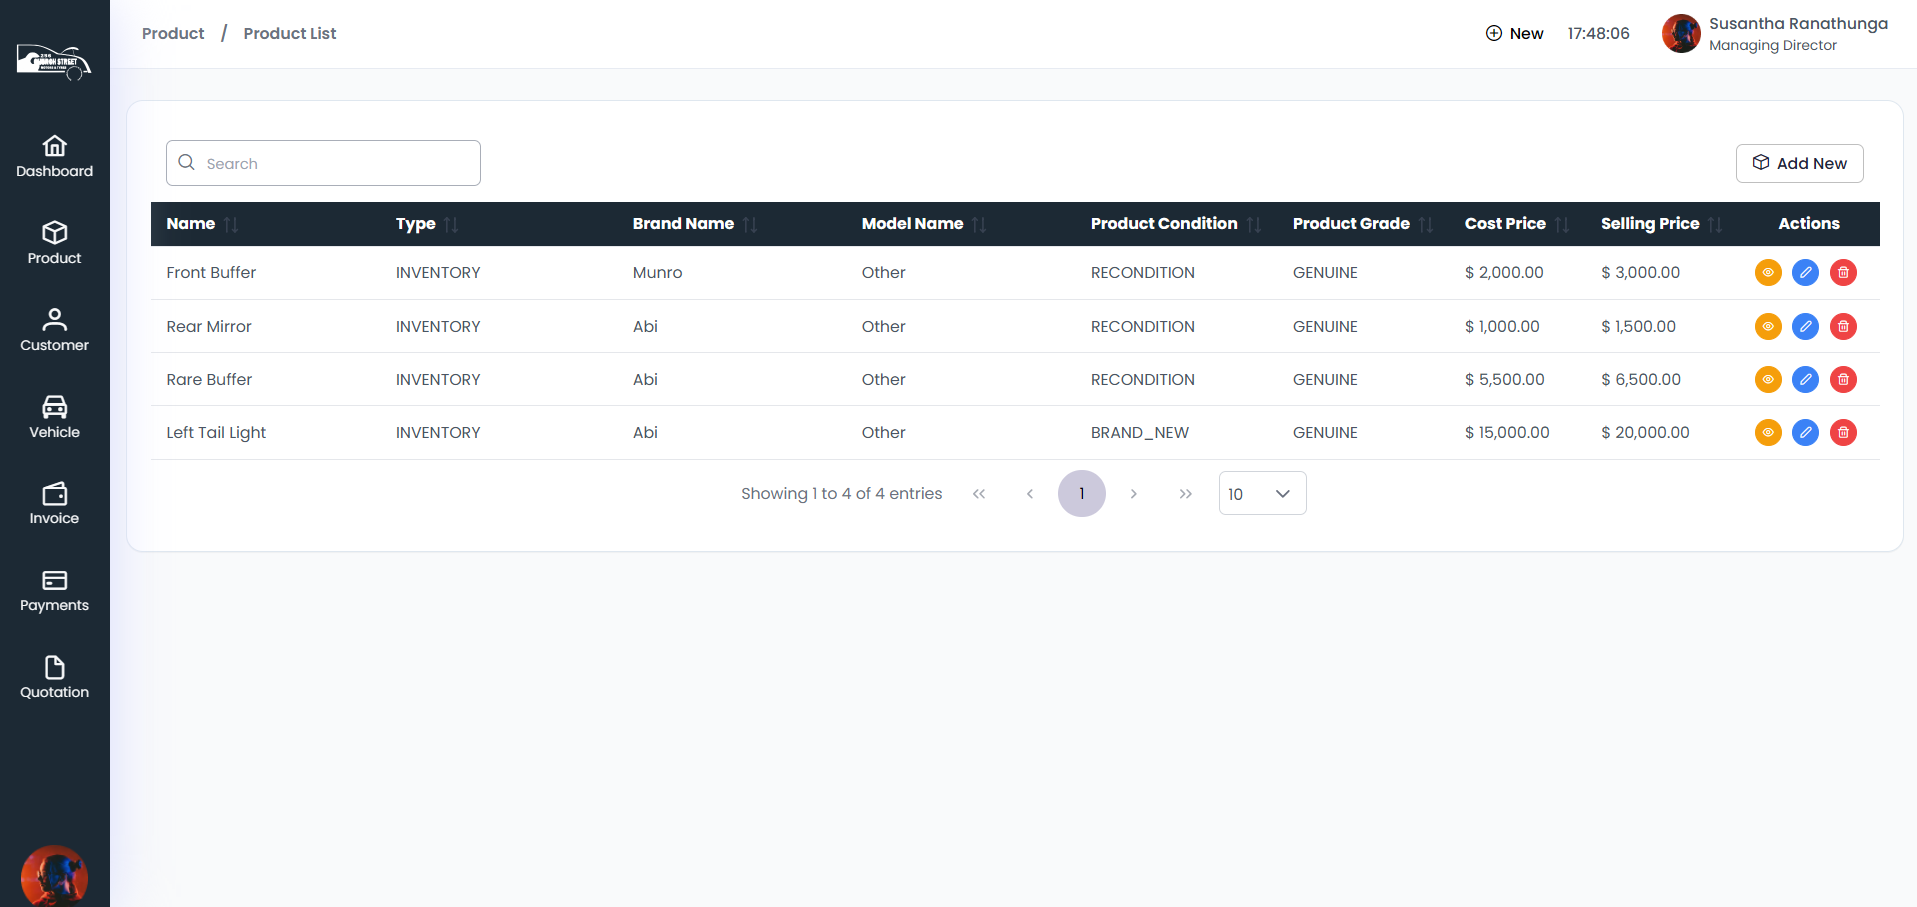 Product / Product List
New 17:48:06 Susantha Ranathunga
Managing Director
Dashboard
Product
Customer
Vehicle
Invoice
Payments
Quotation
Search
Add New
Name Type Brand Name Model Name Product Condition Product Grade Cost Price Selling Price Actions
Front Buffer INVENTORY Munro Other RECONDITION GENUINE $ 2,000.00 $ 3,000.00
Rear Mirror INVENTORY Abi Other RECONDITION GENUINE $ 1,000.00 $ 1,500.00
Rare Buffer INVENTORY Abi Other RECONDITION GENUINE $ 5,500.00 $ 6,500.00
Left Tail Light INVENTORY Abi Other BRAND_NEW GENUINE $ 15,000.00 $ 20,000.00
Showing 1 to 4 of 4 entries 1 10